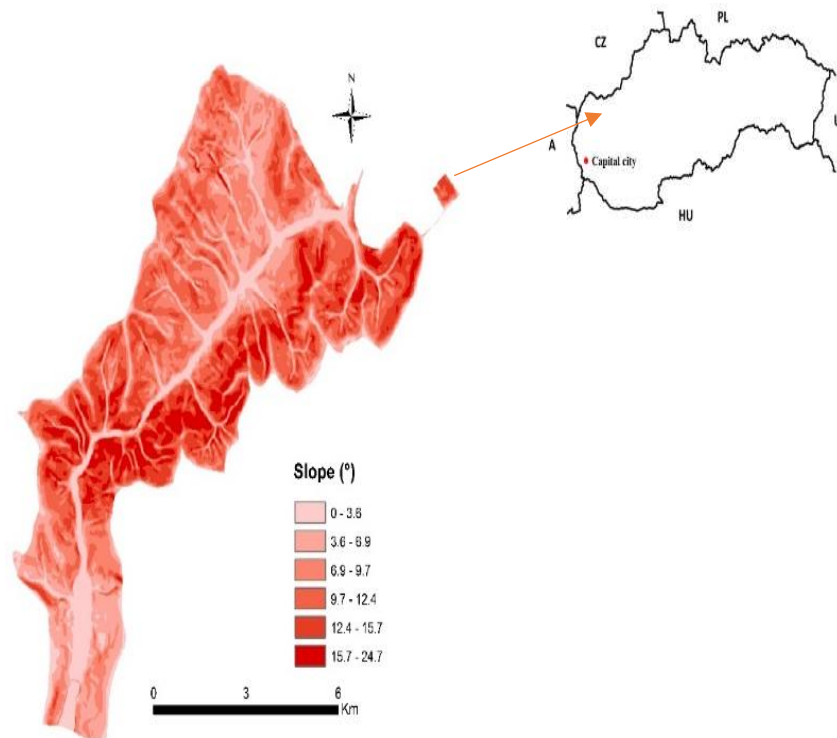 PL
CZ
N
A
Capital city
HU
Slope (°)
0 - 3.6
3.6 - 6.9
6.9 - 9.7
9.7 - 12.4
12.4 - 15.7
15.7 - 24.7
0 3 6
Km